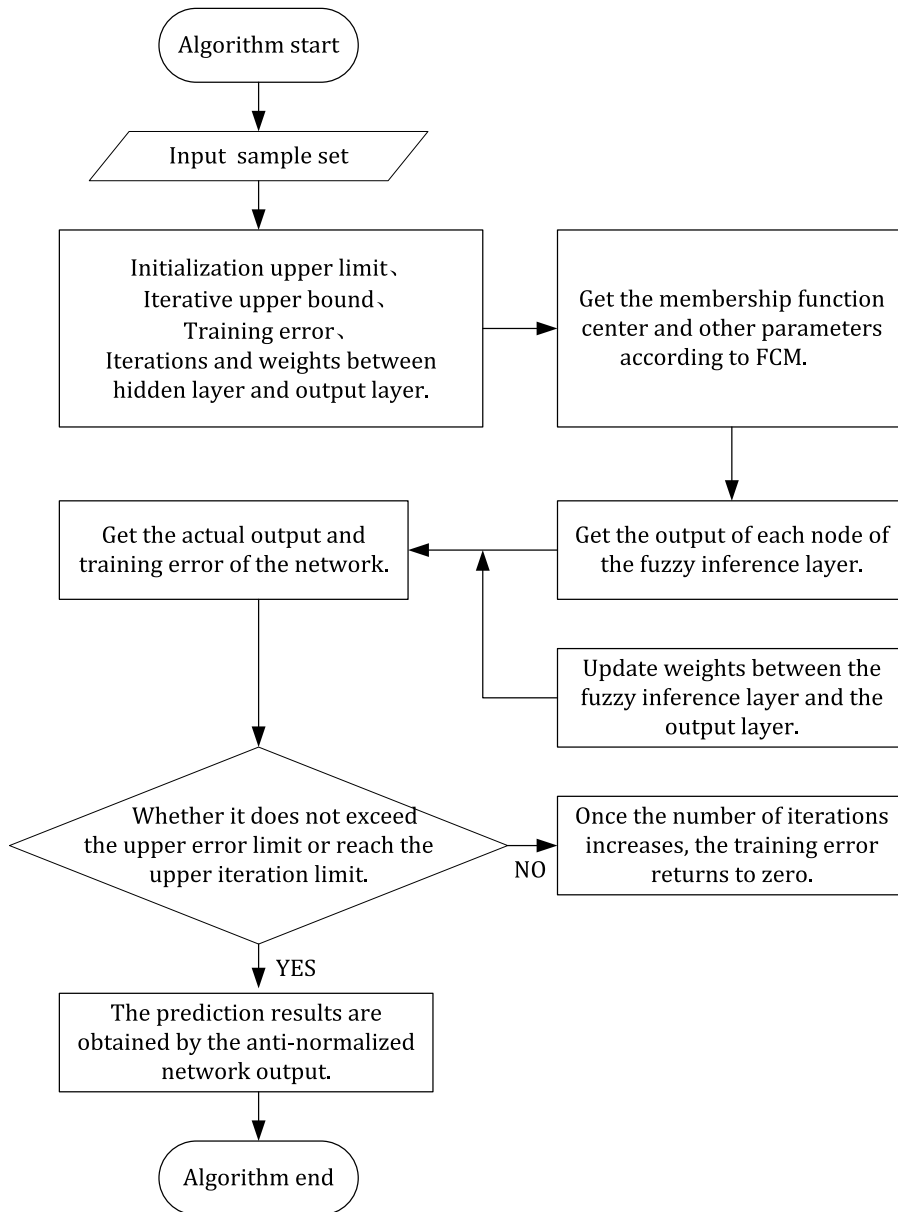 Algorithm start
Input sample set
Initialization upper limit、
Iterative upper bound、
Training error、
Iterations and weights between
hidden layer and output layer.
Get the membership function
center and other parameters
according to FCM.
Get the actual output and
training error of the network.
Get the output of each node of
the fuzzy inference layer.
Update weights between the
fuzzy inference layer and the
output layer.
Whether it does not exceed
the upper error limit or reach the
upper iteration limit.
NO
Once the number of iterations
increases, the training error
returns to zero.
YES
The prediction results are
obtained by the anti-normalized
network output.
Algorithm end